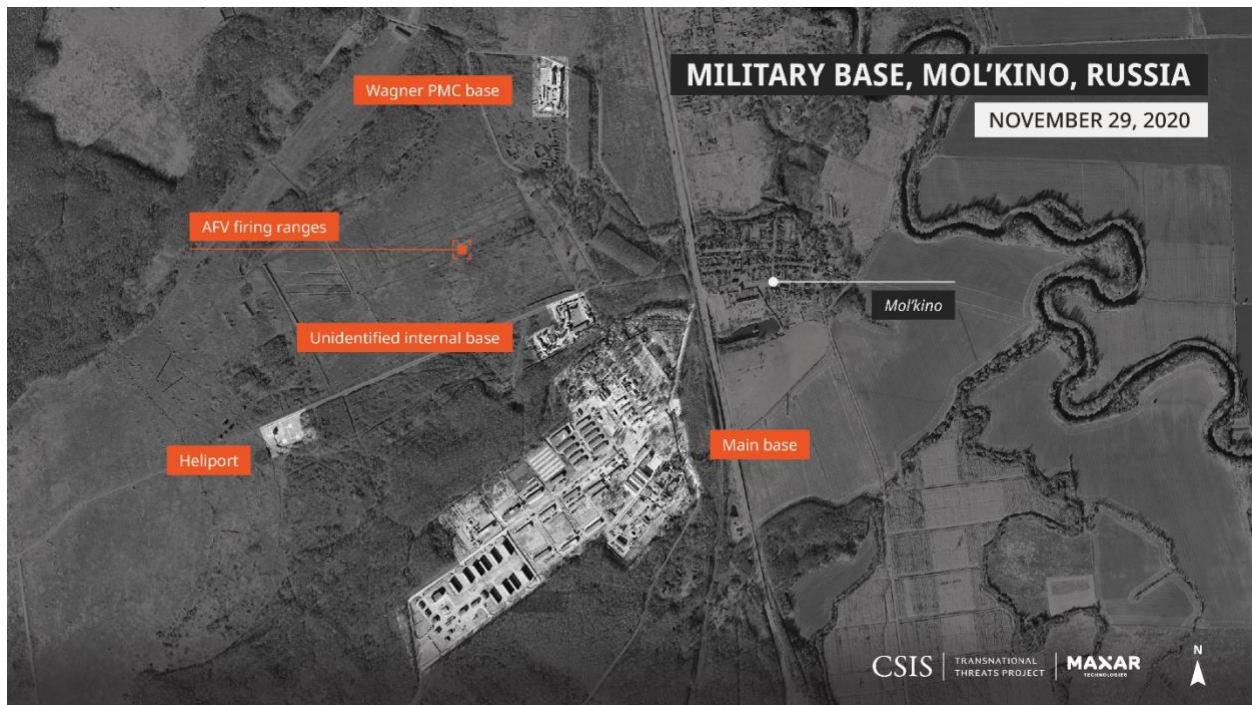 MILITARY BASE, MOL’KINO, RUSSIA
NOVEMBER 29, 2020
Wagner PMC base
AFV firing ranges
Mol’kino
Unidentified internal base
Main base
Heliport
CSIS
TRANSNATIONAL
THREATS PROJECT
MAXAR
TECHNOLOGIES
N